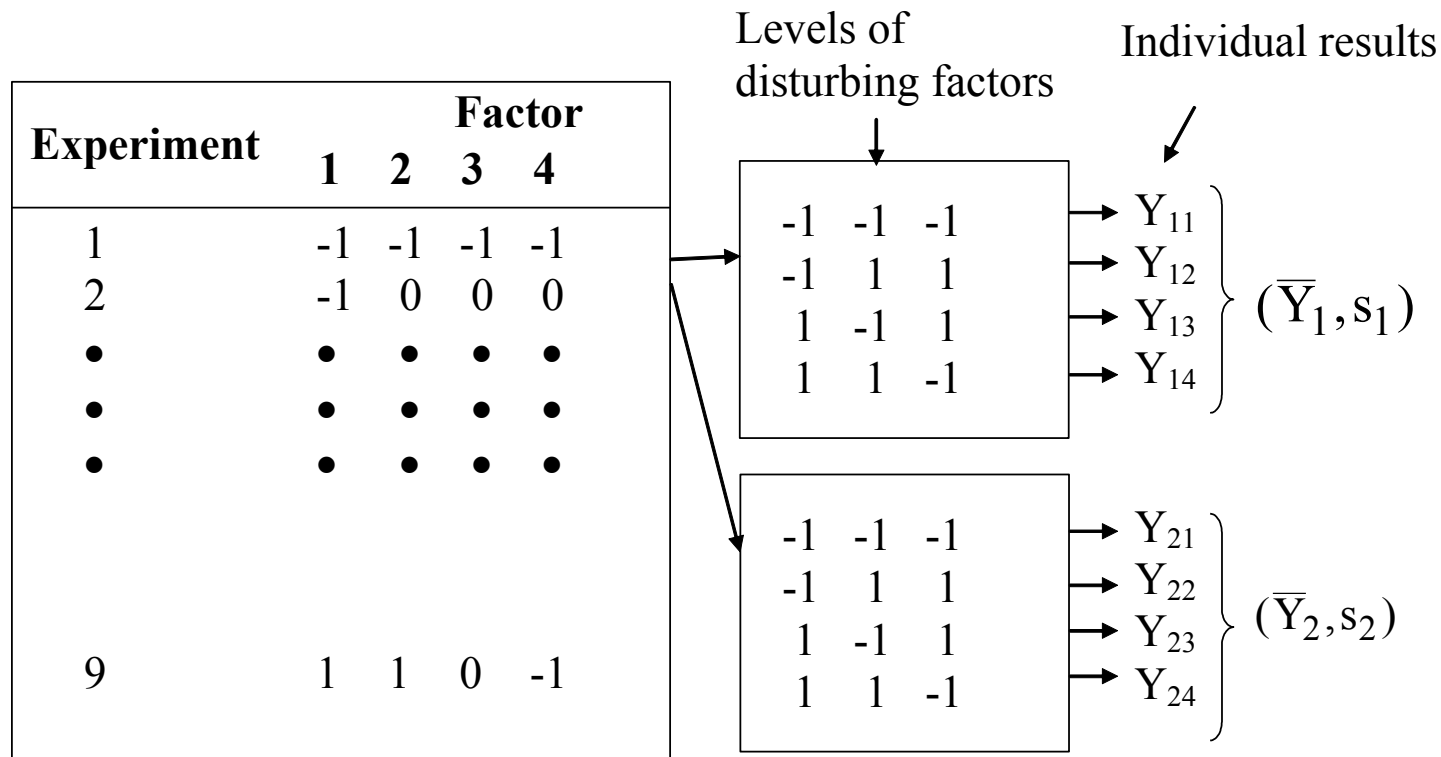 Levels of
disturbing factors
Individual results
Experiment Factor
1 2 3 4
1 -1 -1 -1 -1
2 -1 0 0 0
• • • • •
• • • • •
• • • • •
9 1 1 0 -1
-1 -1 -1 Y₁₁
-1 1 1 Y₁₂
1 -1 1 Y₁₃
1 1 -1 Y₁₄
(Y̅₁,s₁)
-1 -1 -1 Y₂₁
-1 1 1 Y₂₂
1 -1 1 Y₂₃
1 1 -1 Y₂₄
(Y̅₂,s₂)